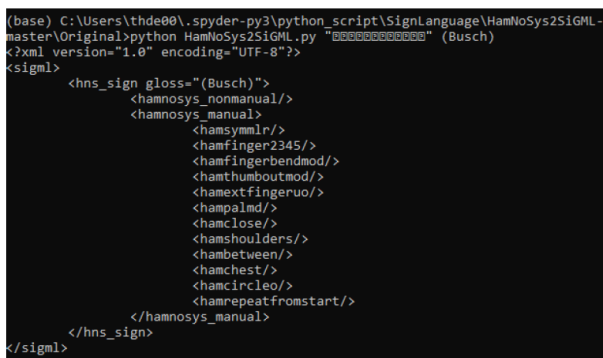 (base) C:\Users\thde00\.spyder-py3\python_script\SignLanguage\HamNoSys2SiGML-
master\Original>python HamNoSys2SiGML.py "⍰⍰⍰⍰⍰⍰⍰⍰⍰⍰⍰⍰" (Busch)
<?xml version="1.0" encoding="UTF-8"?>
<sigml>
<hns_sign gloss="(Busch)">
<hamnosys_nonmanual/>
<hamnosys_manual>
<hamsymmlr/>
<hamfinger2345/>
<hamfingerbendmod/>
<hamthumboutmod/>
<hamextfingeruo/>
<hampalmd/>
<hamclose/>
<hamshoulders/>
<hambetween/>
<hamchest/>
<hamcircleo/>
<hamrepeatfromstart/>
</hamnosys_manual>
</hns_sign>
</sigml>